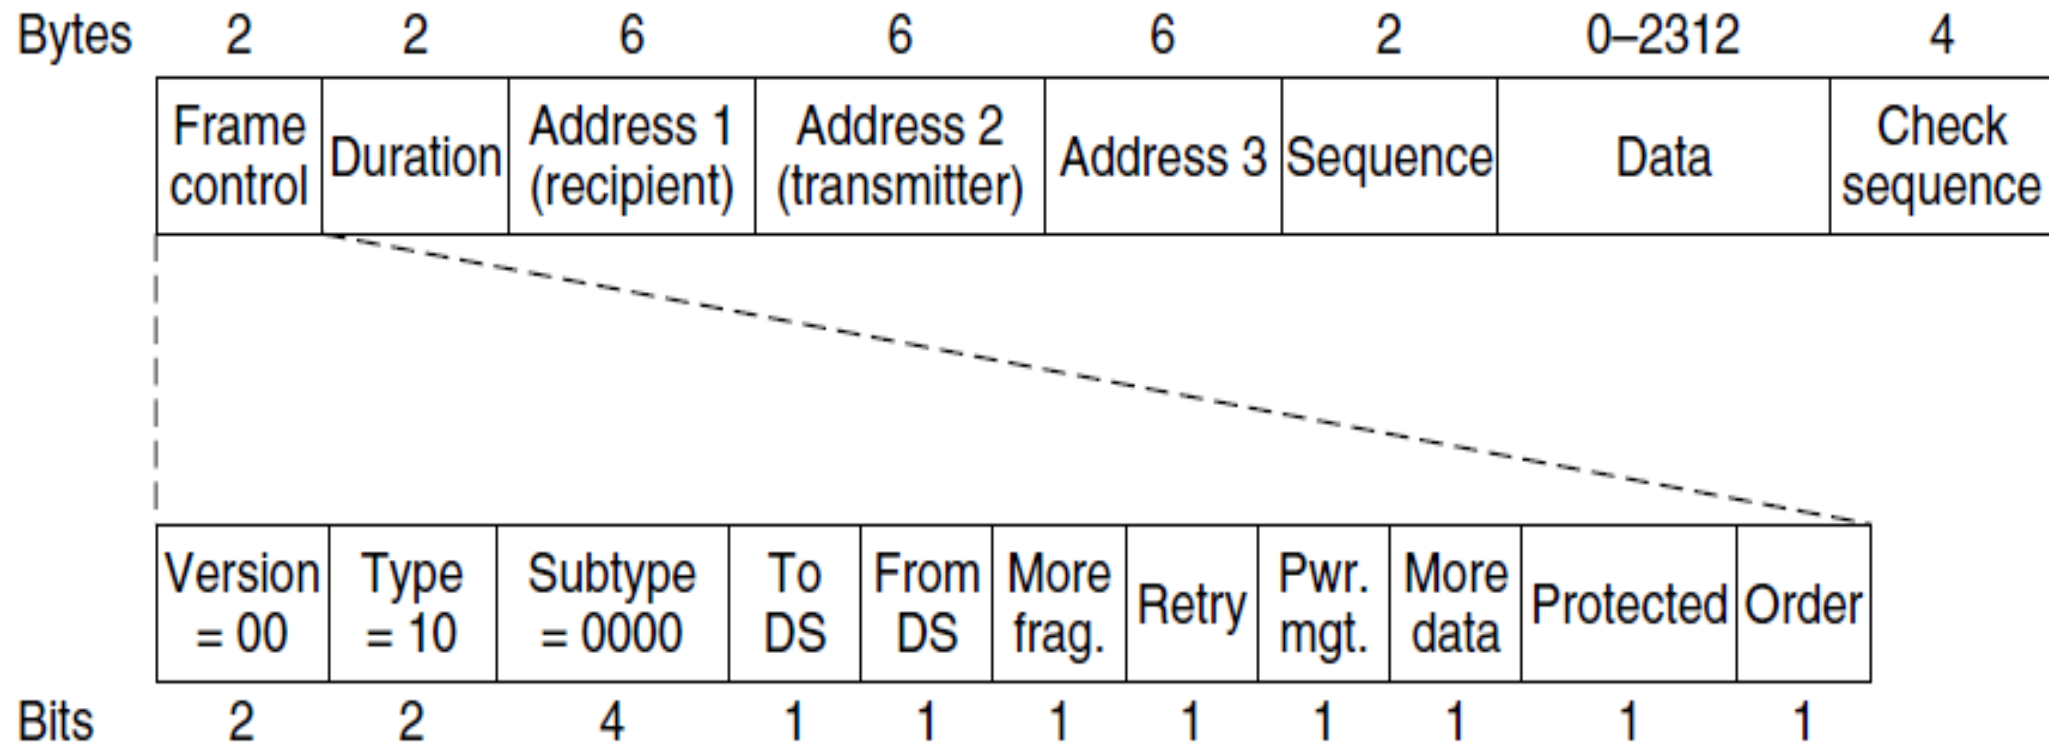 Bytes 2 2 6 6 6 2 0–2312 4
Frame control
Duration
Address 1 (recipient)
Address 2 (transmitter)
Address 3
Sequence
Data
Check sequence
Version = 00
Type = 10
Subtype = 0000
To DS
From DS
More frag.
Retry
Pwr. mgt.
More data
Protected
Order
Bits 2 2 4 1 1 1 1 1 1 1 1